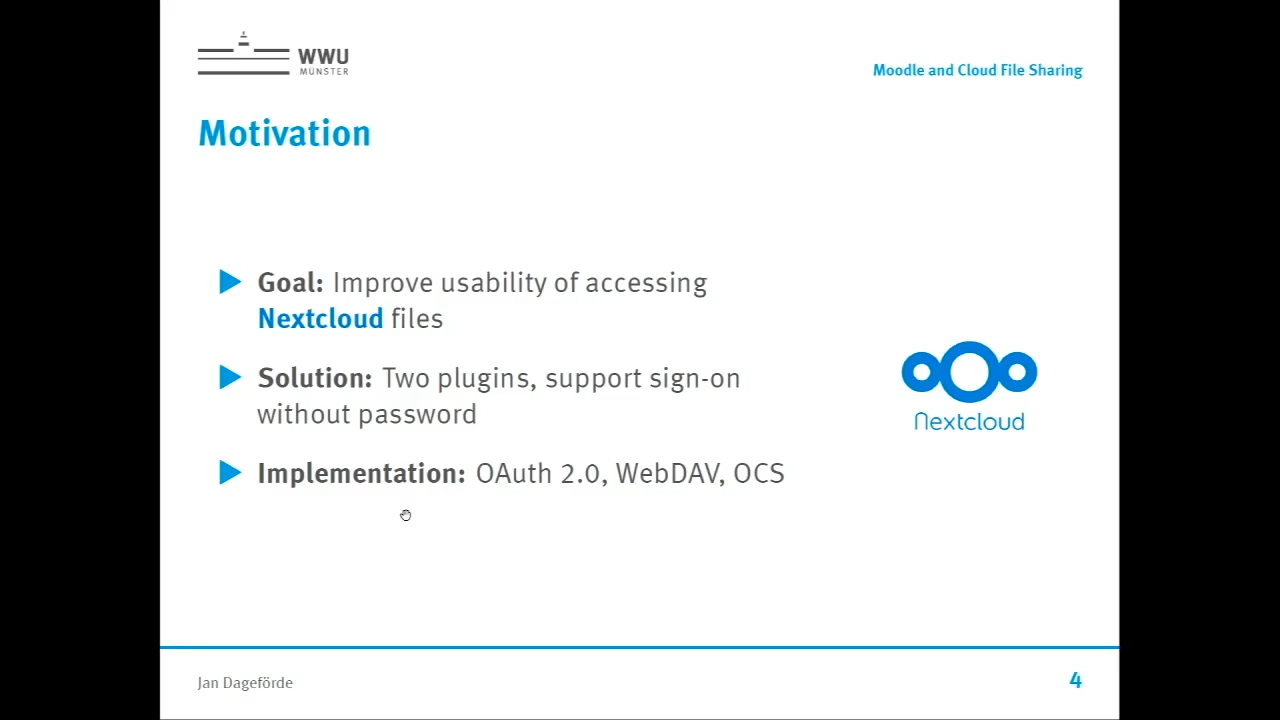 WWU
MÜNSTER
Moodle and Cloud File Sharing
Motivation
Goal: Improve usability of accessing
Nextcloud files
Solution: Two plugins, support sign-on
without password
Implementation: OAuth 2.0, WebDAV, OCS
Nextcloud
Jan Dageförde
4